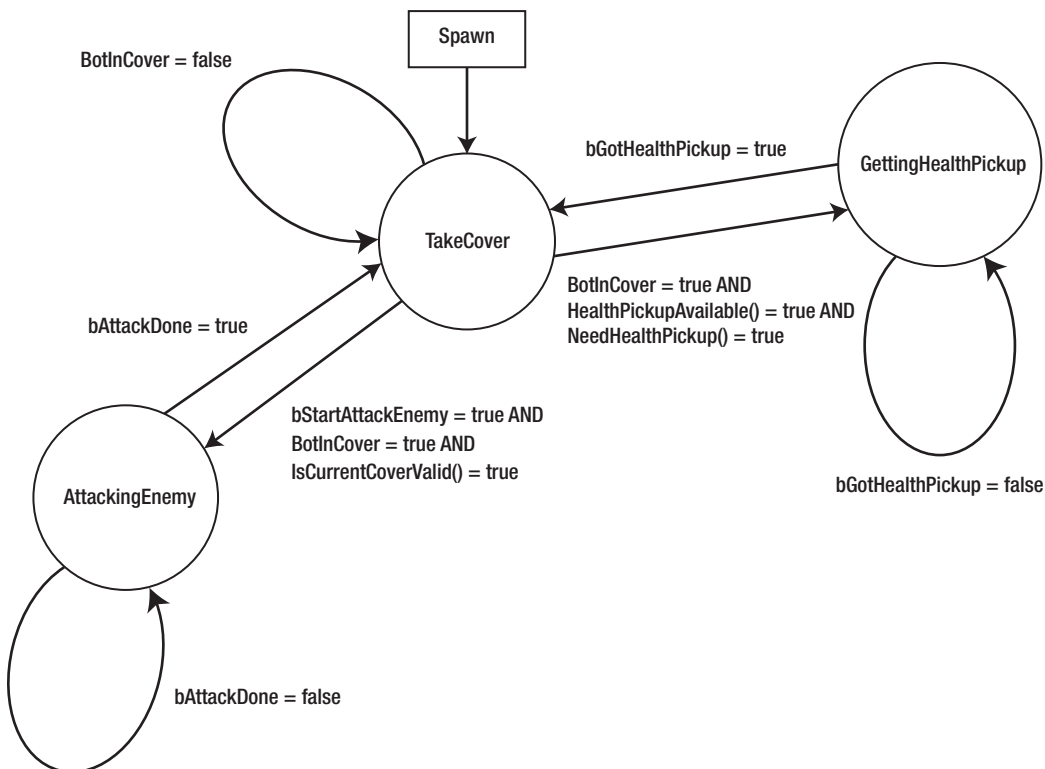 Spawn
BotInCover = false
bGotHealthPickup = true
GettingHealthPickup
TakeCover
BotInCover = true AND
HealthPickupAvailable() = true AND
NeedHealthPickup() = true
bAttackDone = true
bStartAttackEnemy = true AND
BotInCover = true AND
IsCurrentCoverValid() = true
bGotHealthPickup = false
AttackingEnemy
bAttackDone = false